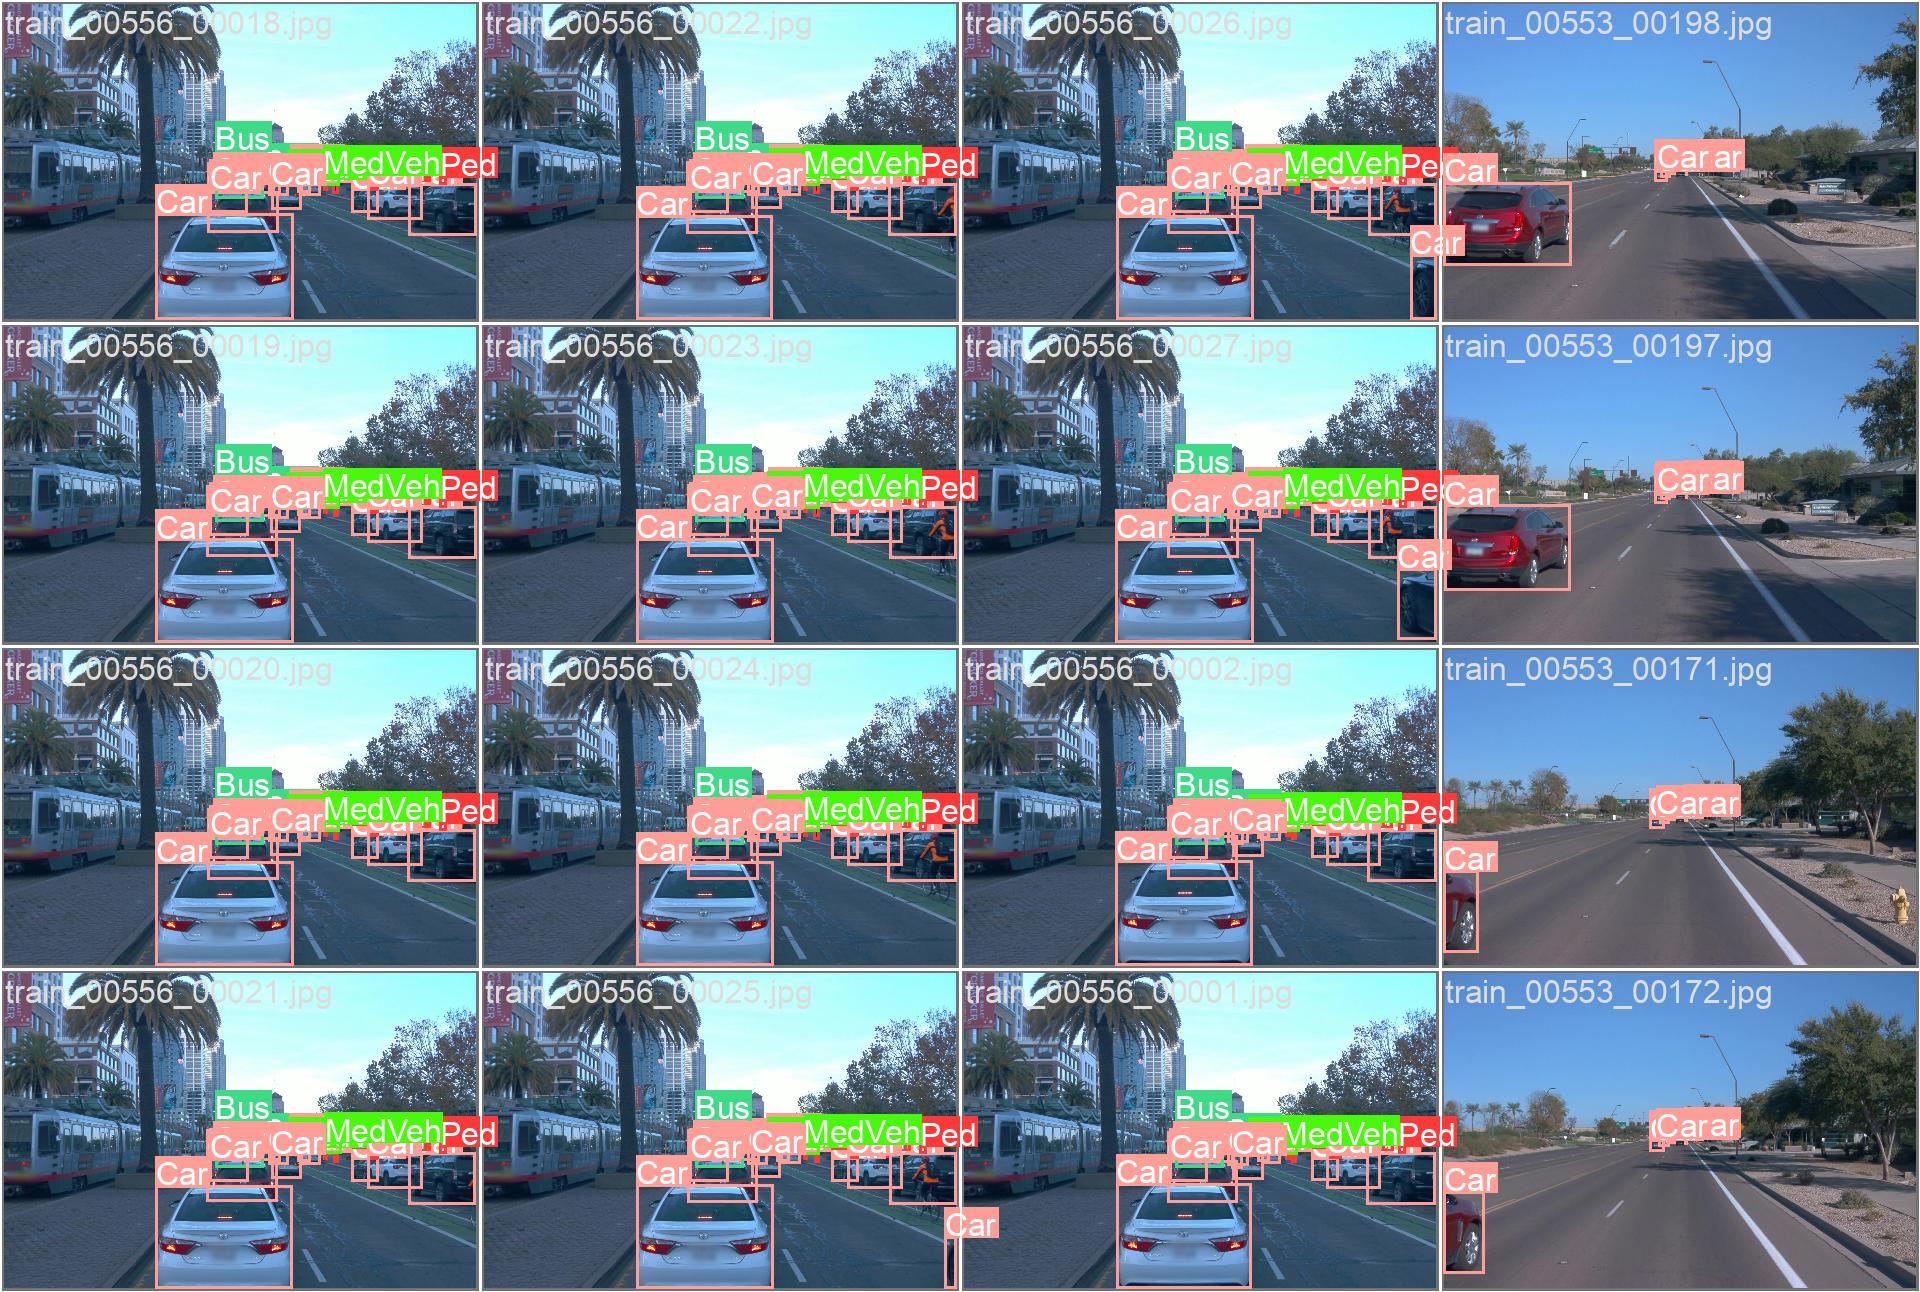 train_00556_00018.jpg
Bus
MedVeh Ped
Car Car
Car
train_00556_00022.jpg
Bus
MedVeh Ped
Car Car
Car
train_00556_00026.jpg
Bus
MedVeh Ped
Car Car
Car
Car
train_00553_00198.jpg
Car
Car
train_00556_00019.jpg
Bus
MedVeh Ped
Car Car
Car
train_00556_00023.jpg
Bus
MedVeh Ped
Car Car
Car
train_00556_00027.jpg
Bus
MedVeh Ped
Car Car
Car
Car
train_00553_00197.jpg
Car
Car
train_00556_00020.jpg
Bus
MedVeh Ped
Car Car
Car
train_00556_00024.jpg
Bus
MedVeh Ped
Car Car
Car
train_00556_00002.jpg
Bus
MedVeh Ped
Car Car
Car
train_00553_00171.jpg
Car
Car
train_00556_00021.jpg
Bus
MedVeh Ped
Car Car
Car
train_00556_00025.jpg
Bus
MedVeh Ped
Car Car
Car
Car
train_00556_00001.jpg
Bus
MedVeh Ped
Car Car
Car
train_00553_00172.jpg
Car
Car